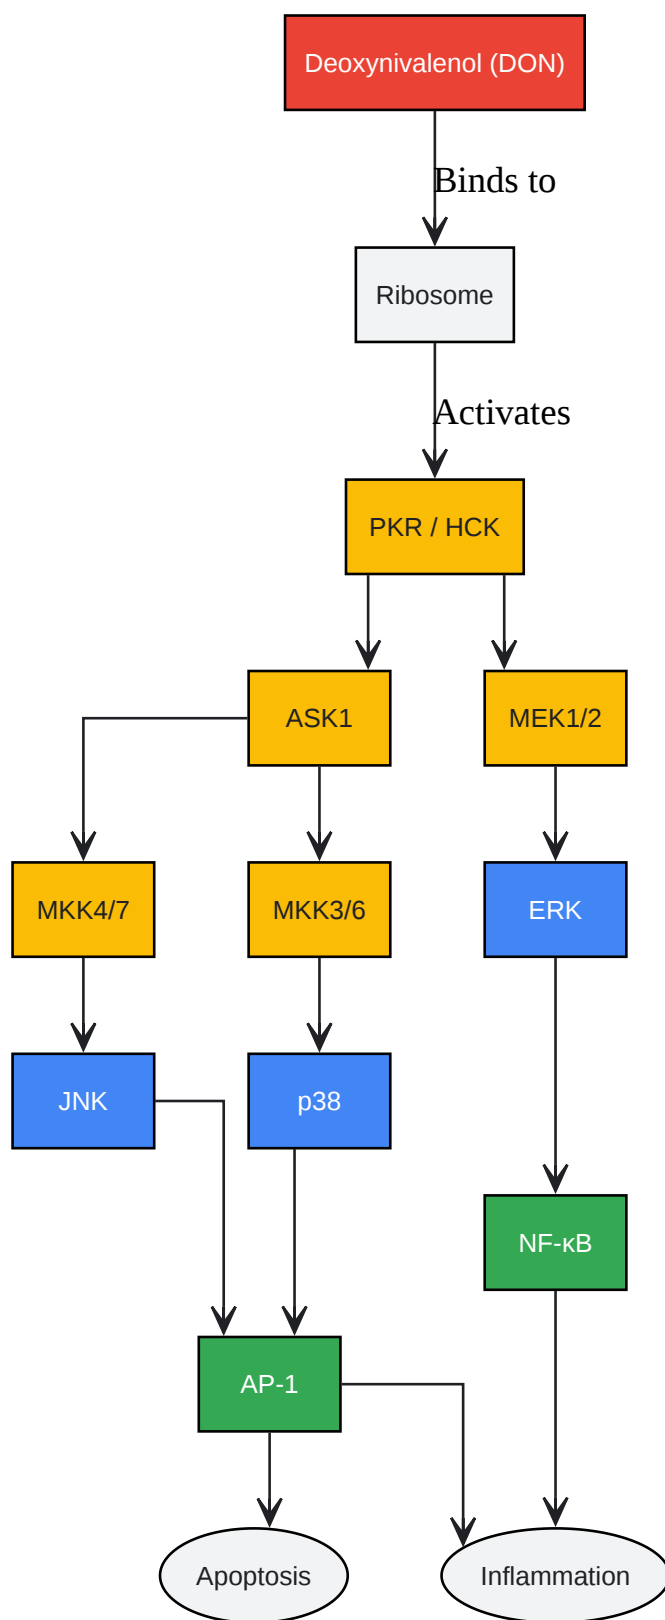 Deoxynivalenol (DON)
Binds to
Ribosome
Activates
PKR / HCK
ASK1
MEK1/2
MKK4/7
MKK3/6
ERK
JNK
p38
NF-κB
AP-1
Apoptosis
Inflammation